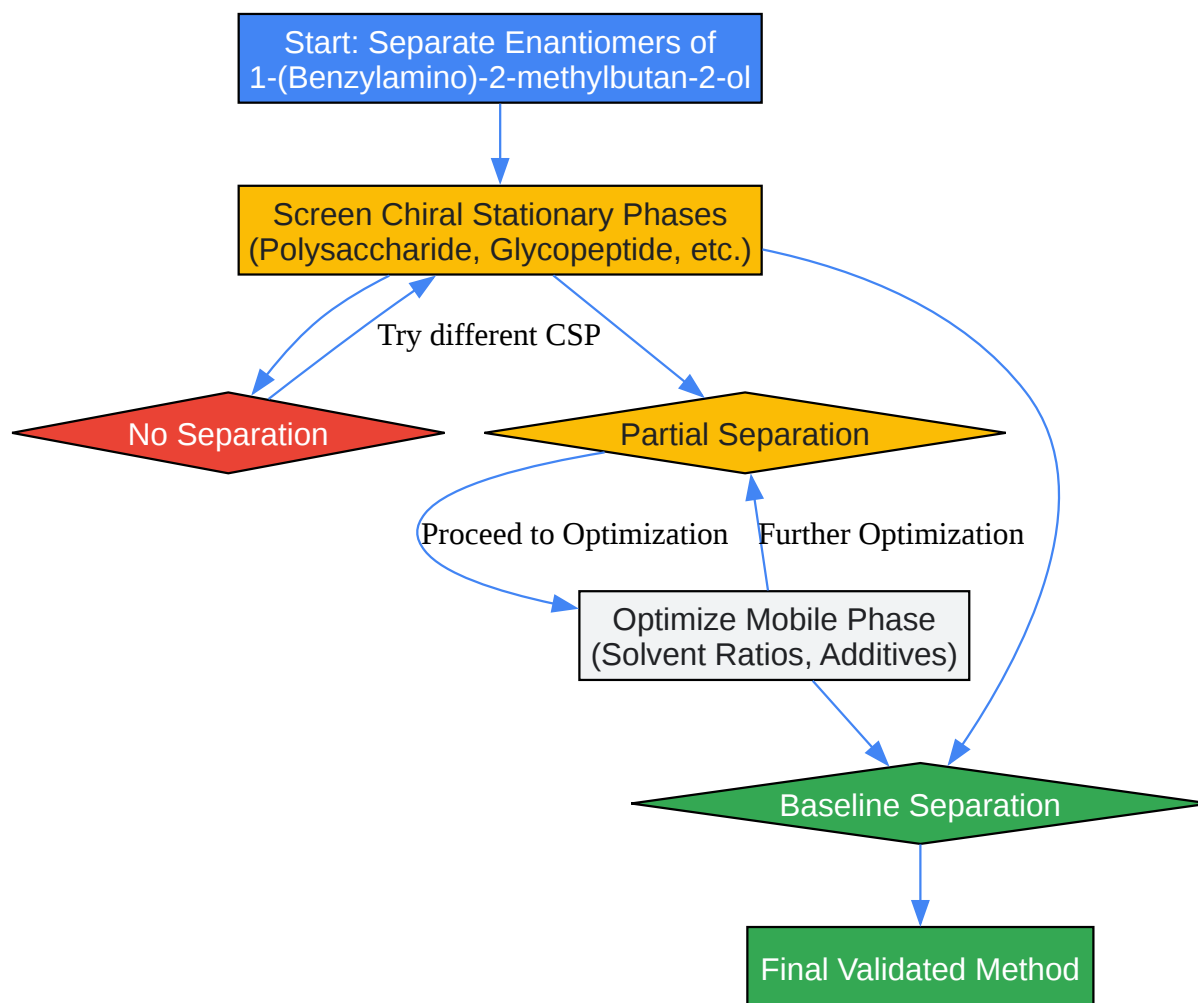 Start: Separate Enantiomers of
1-(Benzylamino)-2-methylbutan-2-ol
Screen Chiral Stationary Phases
(Polysaccharide, Glycopeptide, etc.)
Try different CSP
No Separation
Partial Separation
Proceed to Optimization
Further Optimization
Optimize Mobile Phase
(Solvent Ratios, Additives)
Baseline Separation
Final Validated Method